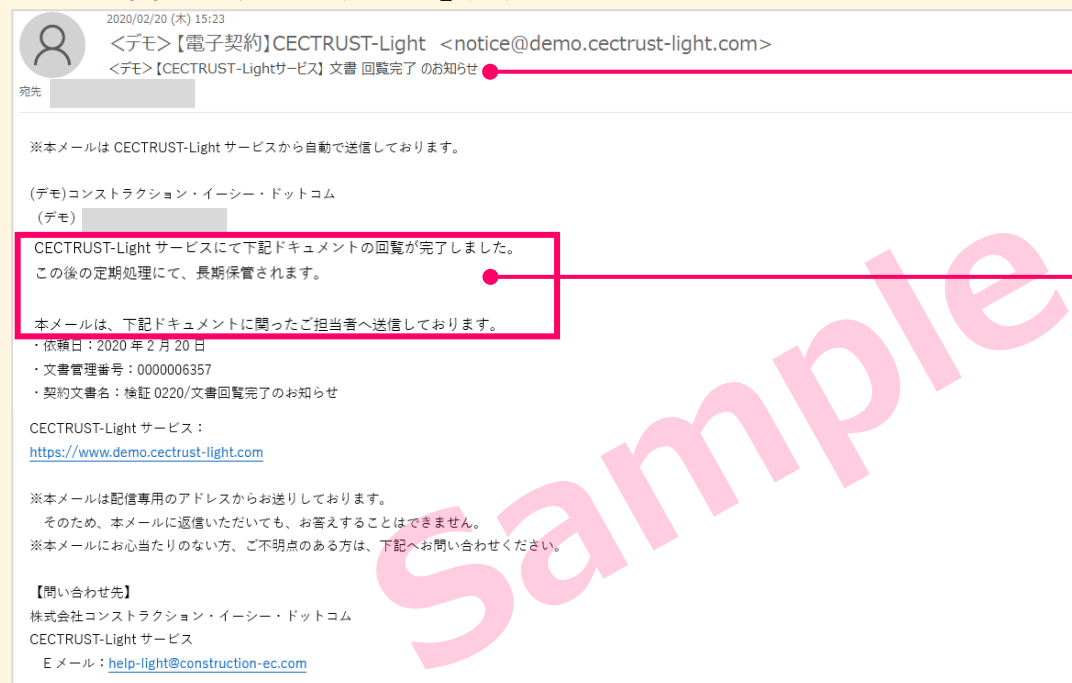 2020/02/20 (木) 15:23
<デモ>【電子契約】CECTRUST-Light <notice@demo.cectrust-light.com>
<デモ>【CECTRUST-Lightサービス】 文書 回覧完了 のお知らせ
宛先
※本メールは CECTRUST-Light サービスから自動で送信しております。
(デモ)コンストラクション・イーシー・ドットコム
(デモ)
CECTRUST-Light サービスにて下記ドキュメントの回覧が完了しました。
この後の定期処理にて、長期保管されます。
本メールは、下記ドキュメントに関ったご担当者へ送信しております。
・依頼日：2020 年 2 月 20 日
・文書管理番号：0000006357
・契約文書名：検証 0220/文書回覧完了のお知らせ
CECTRUST-Light サービス：
https://www.demo.cectrust-light.com
※本メールは配信専用のアドレスからお送りしております。
そのため、本メールに返信いただいても、お答えすることはできません。
※本メールにお心当たりのない方、ご不明点のある方は、下記へお問い合わせください。
【問い合わせ先】
株式会社コンストラクション・イーシー・ドットコム
CECTRUST-Light サービス
E メール：help-light@construction-ec.com
Sample